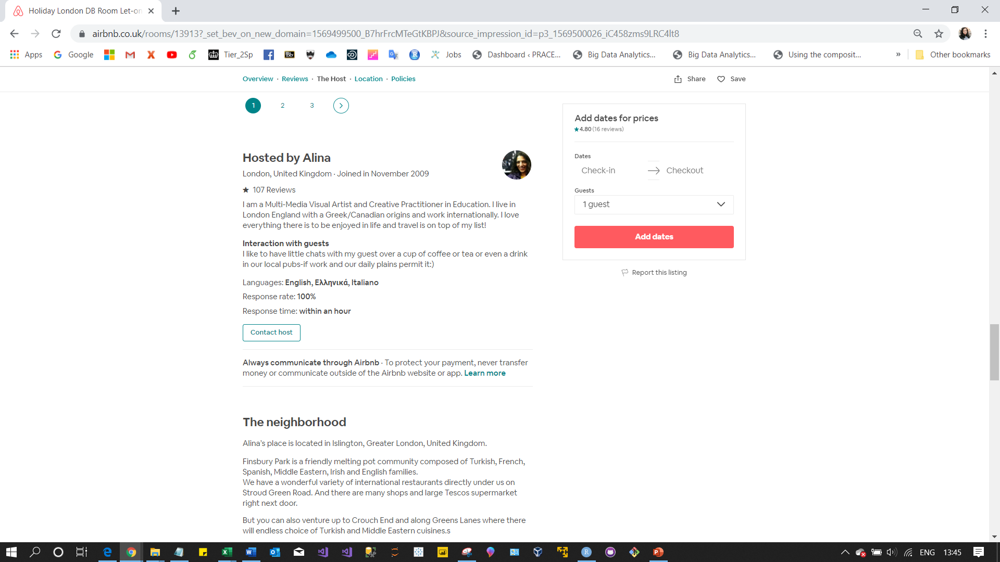 Holiday London DB Room Let-on
airbnb.co.uk/rooms/13913?_set_bev_on_new_domain=1569499500_B7hrFrcMTeGtKBPJ&source_impression_id=p3_1569500026_iC458zms9LRC4lt8
Apps Google Tier_2Sp Bb Jobs Dashboard ‹ PRACE... Big Data Analytics... Big Data Analytics... Using the composit... » Other bookmarks
Overview · Reviews · The Host · Location · Policies
Share Save
1 2 3
Add dates for prices
4.80 (16 reviews)
Dates
Check-in Checkout
Guests
1 guest
Add dates
Report this listing
Hosted by Alina
London, United Kingdom · Joined in November 2009
107 Reviews
I am a Multi-Media Visual Artist and Creative Practitioner in Education. I live in
London England with a Greek/Canadian origins and work internationally. I love
everything there is to be enjoyed in life and travel is on top of my list!
Interaction with guests
I like to have little chats with my guest over a cup of coffee or tea or even a drink
in our local pubs-if work and our daily plains permit it:)
Languages: English, Ελληνικά, Italiano
Response rate: 100%
Response time: within an hour
Contact host
Always communicate through Airbnb · To protect your payment, never transfer
money or communicate outside of the Airbnb website or app. Learn more
The neighborhood
Alina’s place is located in Islington, Greater London, United Kingdom.
Finsbury Park is a friendly melting pot community composed of Turkish, French,
Spanish, Middle Eastern, Irish and English families.
We have a wonderful variety of international restaurants directly under us on
Stroud Green Road. And there are many shops and large Tescos supermarket
right next door.
But you can also venture up to Crouch End and along Greens Lanes where there
will endless choice of Turkish and Middle Eastern cuisines.s
ENG 13:45